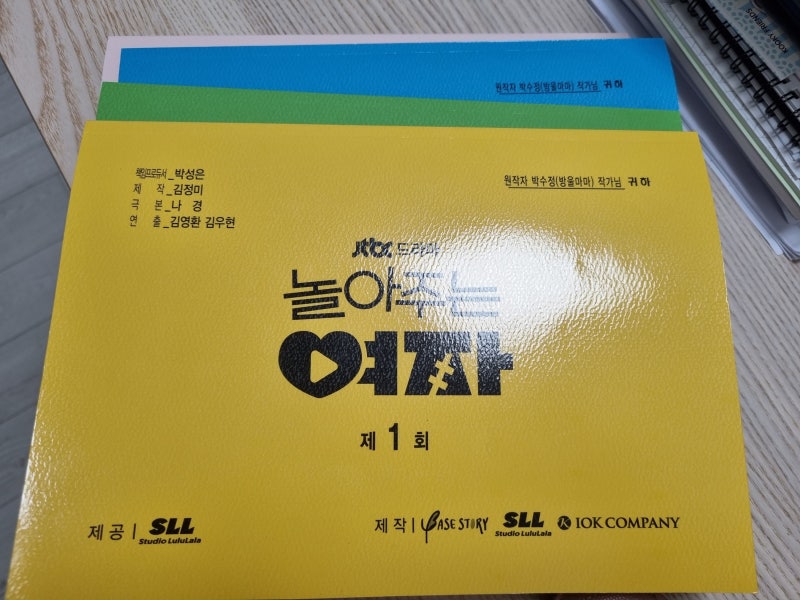 KOOKY FRIENDS
원작자 박수정(방울마마) 작가님 귀하
책임프로듀서_박성은
제 작_김정미
극 본_나 경
연 출_김영환 김우현
원작자 박수정(방울마마) 작가님 귀하
jtbc 드라마
놀아주는
여자
제 1 회
제공 | SLL
Studio LuluLala
제작 | BASE STORY SLL IOK COMPANY
Studio LuluLala